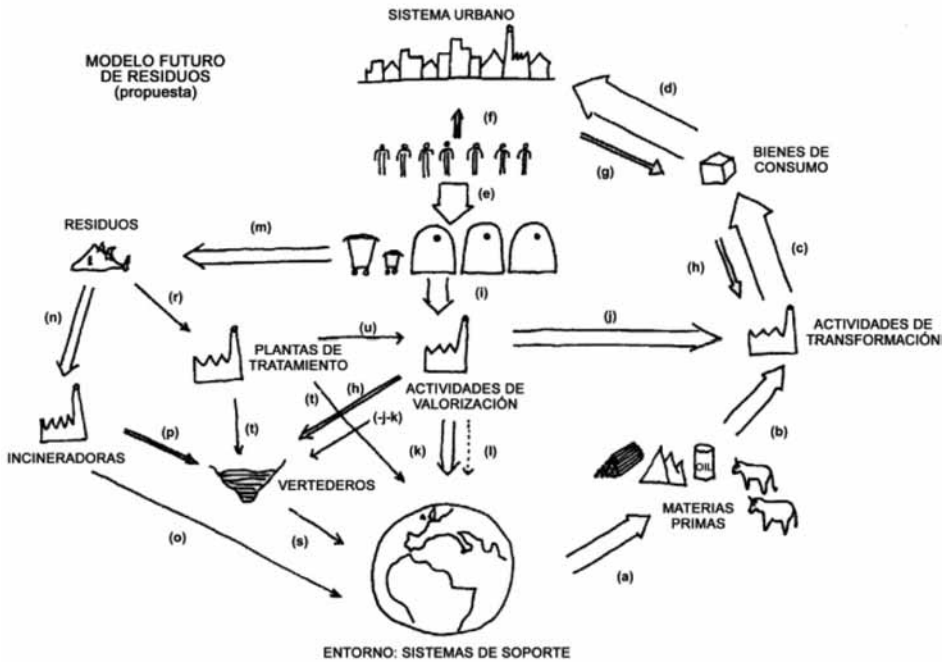 SISTEMA URBANO
MODELO FUTURO
DE RESIDUOS
(propuesta)
(d)
(f)
(g)
BIENES DE
CONSUMO
(e)
RESIDUOS
(m)
(c)
(h)
(i)
(n)
(r)
(u)
(j)
ACTIVIDADES DE
TRANSFORMACIÓN
PLANTAS DE
TRATAMIENTO
(h)
(t)
ACTIVIDADES DE
VALORIZACIÓN
(-j-k)
(p)
(t)
(k)
(l)
(b)
INCINERADORAS
VERTEDEROS
OIL
MATERIAS
PRIMAS
(o)
(s)
(a)
ENTORNO: SISTEMAS DE SOPORTE